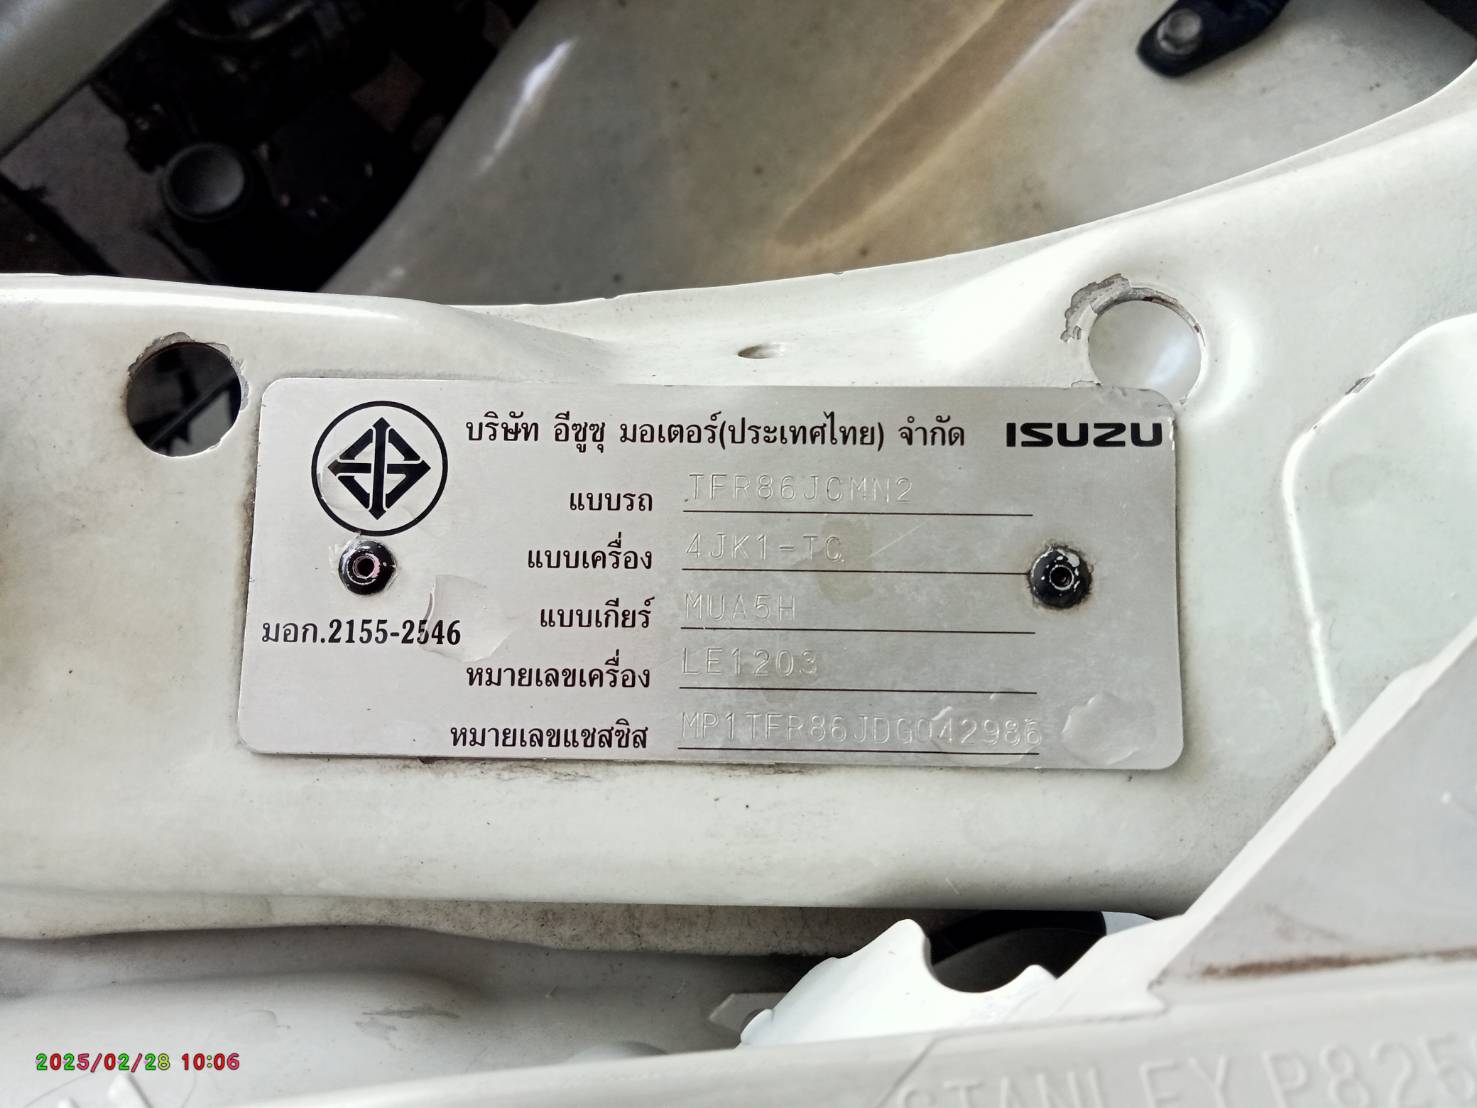 บริษัท อีซูซุ มอเตอร์(ประเทศไทย) จำกัด ISUZU
แบบรถ TFR86JCMN2
แบบเครื่อง 4JK1-TC
แบบเกียร์ MUA5H
มอก.2155-2546
หมายเลขเครื่อง LE1203
หมายเลขแชสซิส MP1TFR86JDG042986
2025/02/28 10:06
STANLEY P825